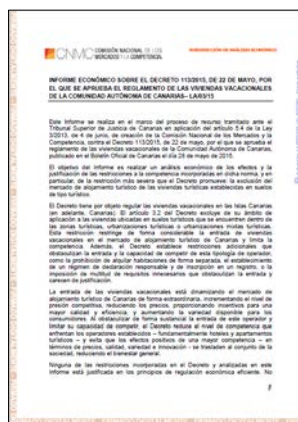 CNMC COMISIÓN NACIONAL DE LOS
MERCADOS Y LA COMPETENCIA
SUBDIRECCIÓN DE ANÁLISIS ECONÓMICO
INFORME ECONÓMICO SOBRE EL DECRETO 113/2015, DE 22 DE MAYO, POR
EL QUE SE APRUEBA EL REGLAMENTO DE LAS VIVIENDAS VACACIONALES
DE LA COMUNIDAD AUTÓNOMA DE CANARIAS– LA/03/15
Este Informe se realiza en el marco del proceso de recurso tramitado ante el
Tribunal Superior de Justicia de Canarias en aplicación del artículo 5.4 de la Ley
3/2013, de 4 de junio, de creación de la Comisión Nacional de los Mercados y la
Competencia, contra el Decreto 113/2015, de 22 de mayo, por el que se aprueba el
reglamento de las viviendas vacacionales de la Comunidad Autónoma de Canarias,
publicado en el Boletín Oficial de Canarias el día 28 de mayo de 2015.
El objetivo del Informe es realizar un análisis económico de los efectos y la
justificación de las restricciones a la competencia incorporadas en dicha norma, y en
particular, de la restricción más severa que el Decreto promueve: la exclusión del
mercado de alojamiento turístico de las viviendas turísticas establecidas en suelos
de tipo turístico.
El Decreto tiene por objeto regular las viviendas vacacionales en las Islas Canarias
(en adelante, Canarias). El artículo 3.2 del Decreto excluye de su ámbito de
aplicación a las viviendas ubicadas en suelos turísticos que se encuentren dentro de
las zonas turísticas, urbanizaciones turísticas o urbanizaciones mixtas turísticas.
Esta restricción restringe de forma considerable la entrada de viviendas
vacacionales en el mercado de alojamiento turístico de Canarias y limita la
competencia. Además, el Decreto establece restricciones adicionales que
obstaculizan la entrada y la capacidad de competir de esta tipología de operador,
como la prohibición de alquilar habitaciones de forma separada, el establecimiento
de un régimen de declaración responsable y de inscripción en un registro, o la
imposición de multitud de requisitos innecesarios que obstaculizan la entrada y
carecen de justificación.
La entrada de las viviendas vacacionales está dinamizando el mercado de
alojamiento turístico de Canarias de forma extraordinaria, incrementando el nivel de
presión competitiva, reduciendo los precios, proporcionando incentivos para una
mayor calidad y eficiencia, y aumentando la variedad disponible para los
consumidores. Al obstaculizar de forma sustancial la entrada de este operador y
limitar su capacidad de competir, el Decreto reduce el nivel de competencia que
enfrentan los operadores establecidos – fundamentalmente hoteles y apartamentos
turísticos – y evita que los efectos positivos de una mayor competencia – en
términos de precios, calidad, variedad e innovación - se trasladen al conjunto de la
sociedad, reduciendo el bienestar general.
Ninguna de las restricciones incorporadas en el Decreto y analizadas en este
Informe está justificada en los principios de regulación económica eficiente. No